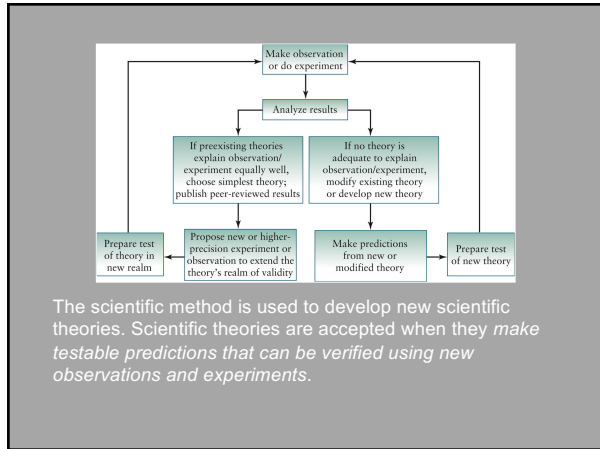 Make observation
or do experiment
Analyze results
If preexisting theories
explain observation/
experiment equally well,
choose simplest theory;
publish peer-reviewed results
If no theory is
adequate to explain
observation/experiment,
modify existing theory
or develop new theory
Prepare test
of theory in
new realm
Propose new or higher-
precision experiment or
observation to extend the
theory's realm of validity
Make predictions
from new or
modified theory
Prepare test
of new theory
The scientific method is used to develop new scientific
theories. Scientific theories are accepted when they make
testable predictions that can be verified using new
observations and experiments.